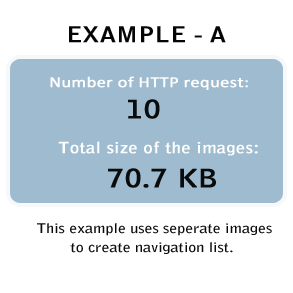 EXAMPLE - A
Number of HTTP request:
10
Total size of the images:
70.7 KB
This example uses seperate images
to create navigation list.